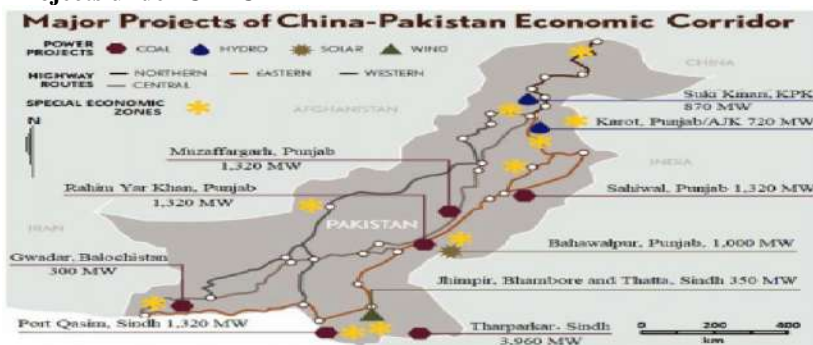 Major Projects of China-Pakistan Economic Corridor
POWER PROJECTS COAL HYDRO SOLAR WIND
HIGHWAY ROUTES NORTHERN EASTERN WESTERN
CENTRAL
SPECIAL ECONOMIC ZONES
N
CHINA
AFGHANISTAN
Suki Kinari, KPK
870 MW
Karot, Punjab/AJK 720 MW
Muzaffargarh, Punjab
1,320 MW
INDIA
Rahim Yar Khan, Punjab
1,320 MW
Sahiwal, Punjab 1,320 MW
PAKISTAN
IRAN
Bahawalpur, Punjab, 1,000 MW
Gwadar, Balochistan
300 MW
Jhimpir, Bhambore and Thatta, Sindh 350 MW
Port Qasim, Sindh 1,320 MW
Tharparkar- Sindh
3,960 MW
0 200 400
km